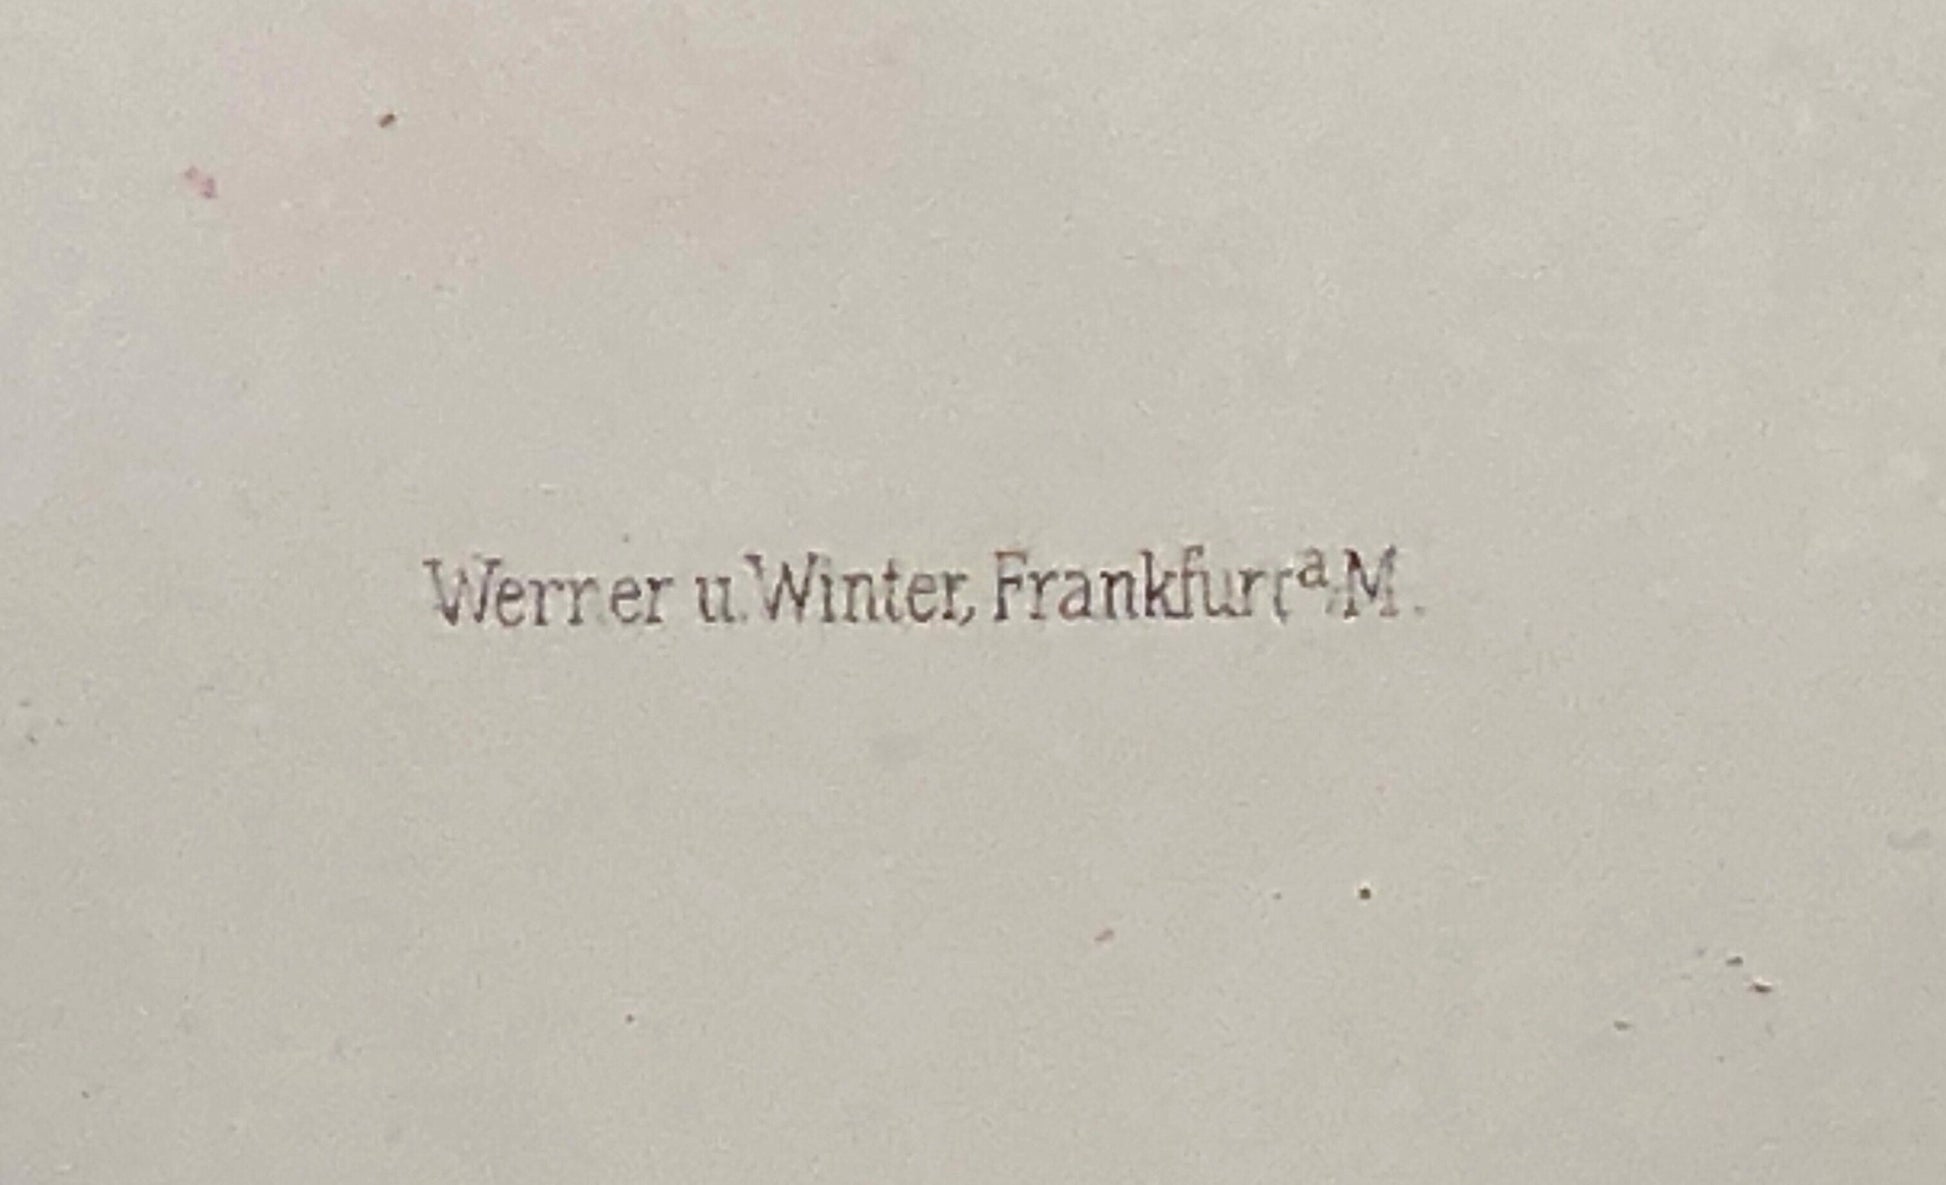 Werner u. Winter, Frankfurt a/M.